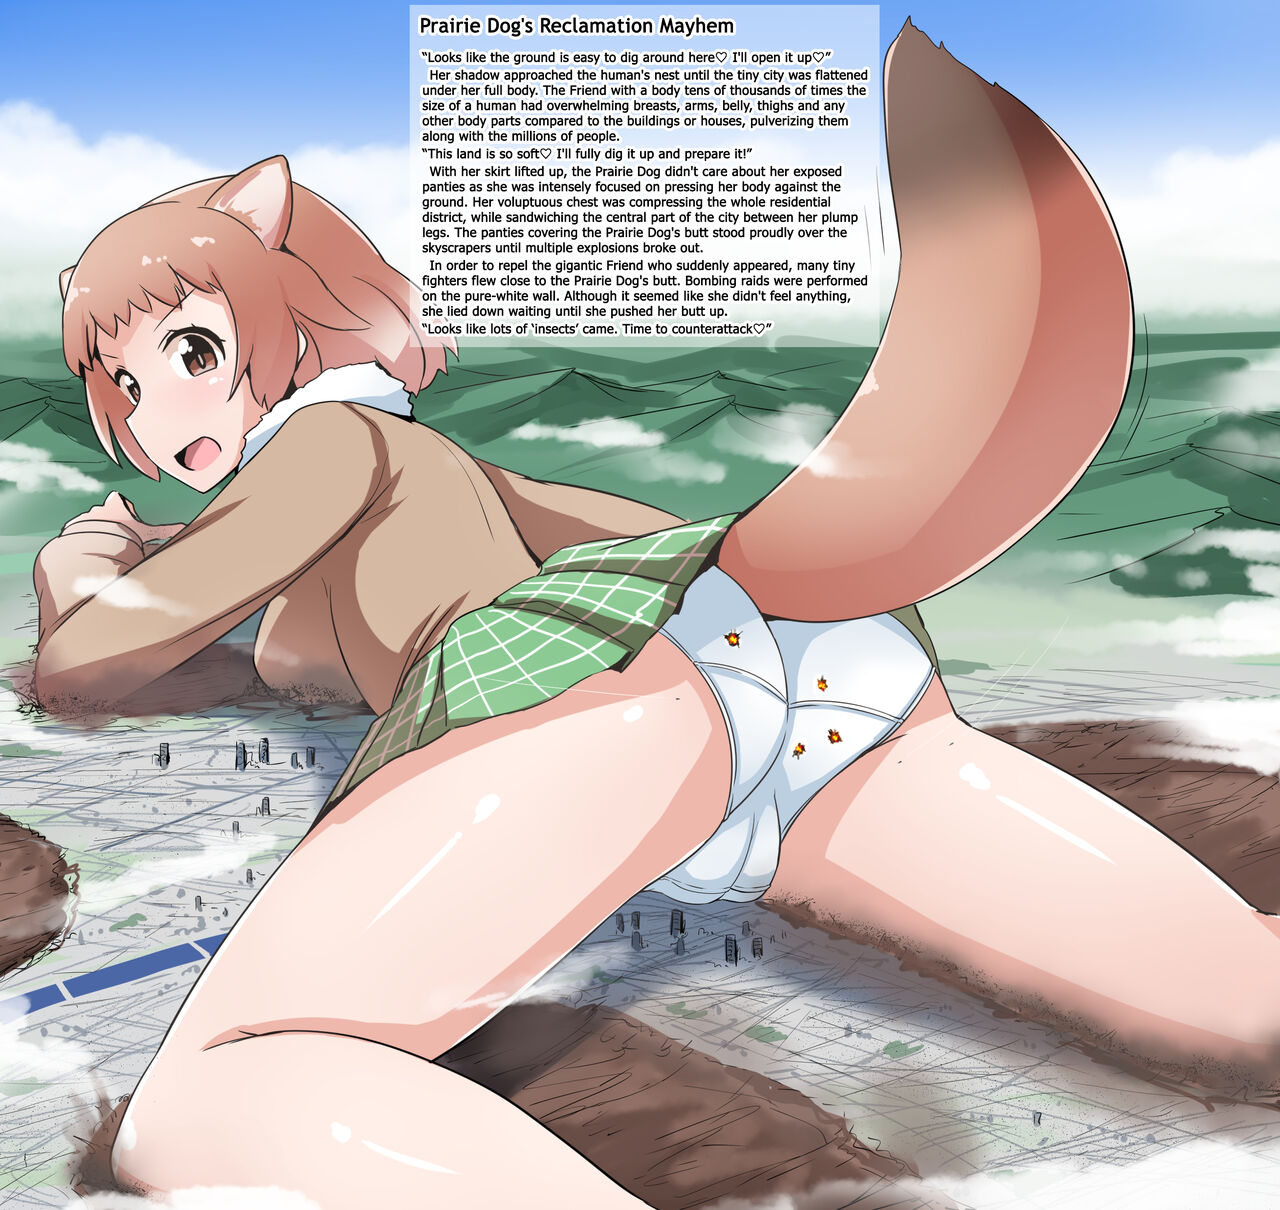 Prairie Dog's Reclamation Mayhem
“Looks like the ground is easy to dig around here♡ I'll open it up♡”
Her shadow approached the human's nest until the tiny city was flattened
under her full body. The Friend with a body tens of thousands of times the
size of a human had overwhelming breasts, arms, belly, thighs and any
other body parts compared to the buildings or houses, pulverizing them
along with the millions of people.
“This land is so soft♡ I'll fully dig it up and prepare it!”
With her skirt lifted up, the Prairie Dog didn't care about her exposed
panties as she was intensely focused on pressing her body against the
ground. Her voluptuous chest was compressing the whole residential
district, while sandwiching the central part of the city between her plump
legs. The panties covering the Prairie Dog's butt stood proudly over the
skyscrapers until multiple explosions broke out.
In order to repel the gigantic Friend who suddenly appeared, many tiny
fighters flew close to the Prairie Dog's butt. Bombing raids were performed
on the pure-white wall. Although it seemed like she didn't feel anything,
she lied down waiting until she pushed her butt up.
“Looks like lots of ‘insects’ came. Time to counterattack♡”